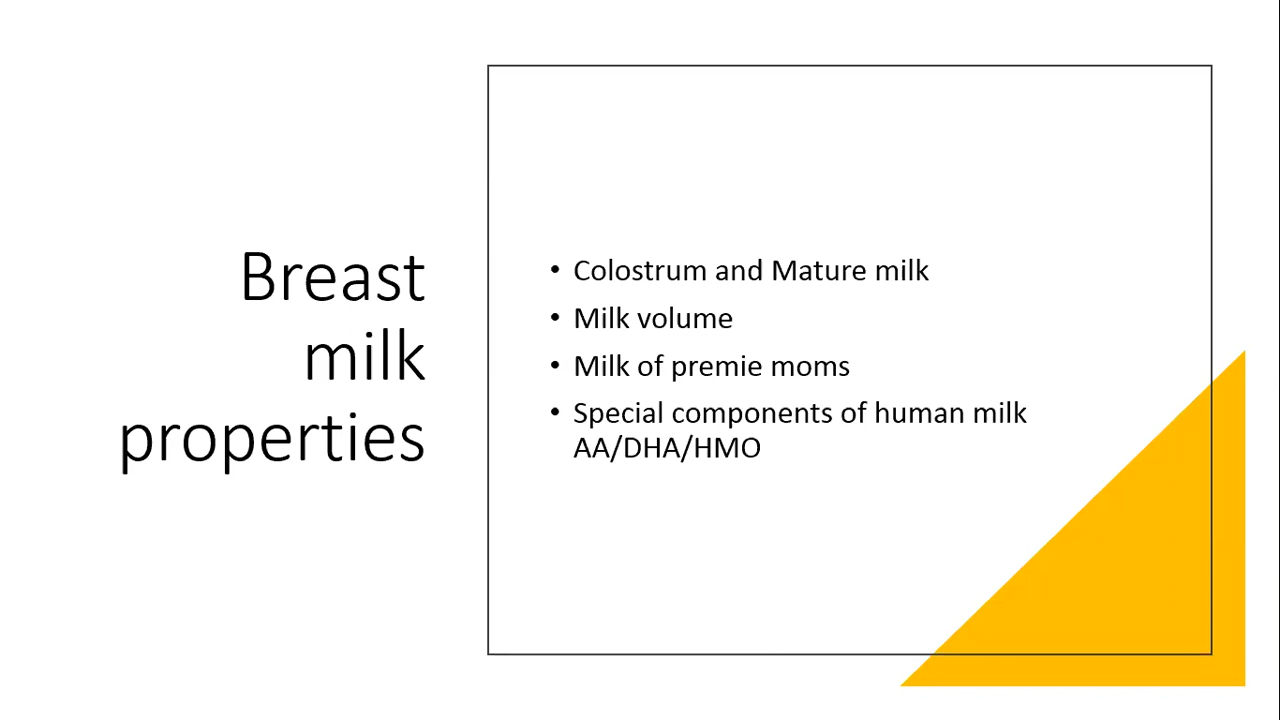 Breast
milk
properties
• Colostrum and Mature milk
• Milk volume
• Milk of premie moms
• Special components of human milk
AA/DHA/HMO